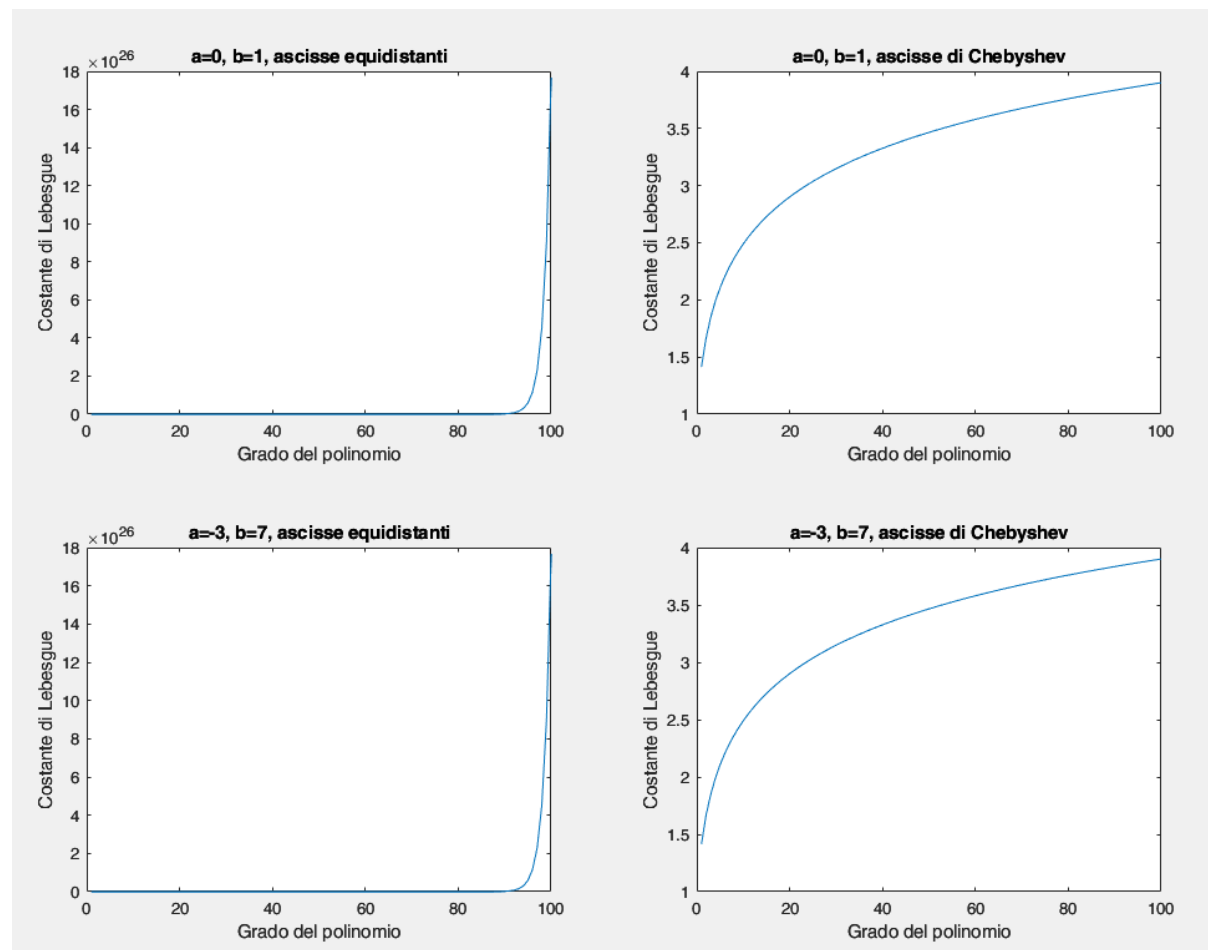 a=0, b=1, ascisse equidistanti
×10^26
18
16
14
12
10
8
6
4
2
0
0 20 40 60 80 100
Costante di Lebesgue
Grado del polinomio
a=0, b=1, ascisse di Chebyshev
4
3.5
3
2.5
2
1.5
1
0 20 40 60 80 100
Costante di Lebesgue
Grado del polinomio
a=-3, b=7, ascisse equidistanti
×10^26
18
16
14
12
10
8
6
4
2
0
0 20 40 60 80 100
Costante di Lebesgue
Grado del polinomio
a=-3, b=7, ascisse di Chebyshev
4
3.5
3
2.5
2
1.5
1
0 20 40 60 80 100
Costante di Lebesgue
Grado del polinomio